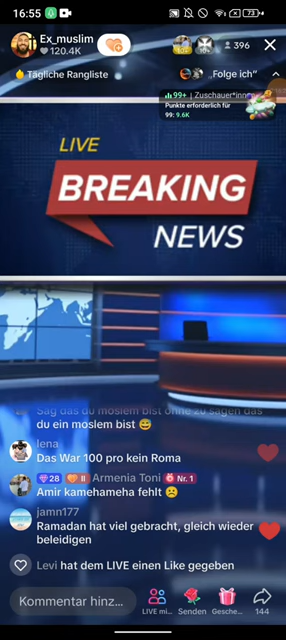 16:55
73
Ex_muslim
120.4K
396
Tägliche Rangliste
„Folge ich“
99+ | Zuschauer*innen
Punkte erforderlich für
99: 9.6K
LIVE
BREAKING
NEWS
Sag das du moslem bist ohne zu sagen das
du ein moslem bist
lena
Das War 100 pro kein Roma
28 II Armenia Toni Nr. 1
Amir kamehameha fehlt
jamn177
Ramadan hat viel gebracht, gleich wieder
beleidigen
Levi hat dem LIVE einen Like gegeben
Kommentar hinz...
LIVE mi...
Senden
Gesche...
144